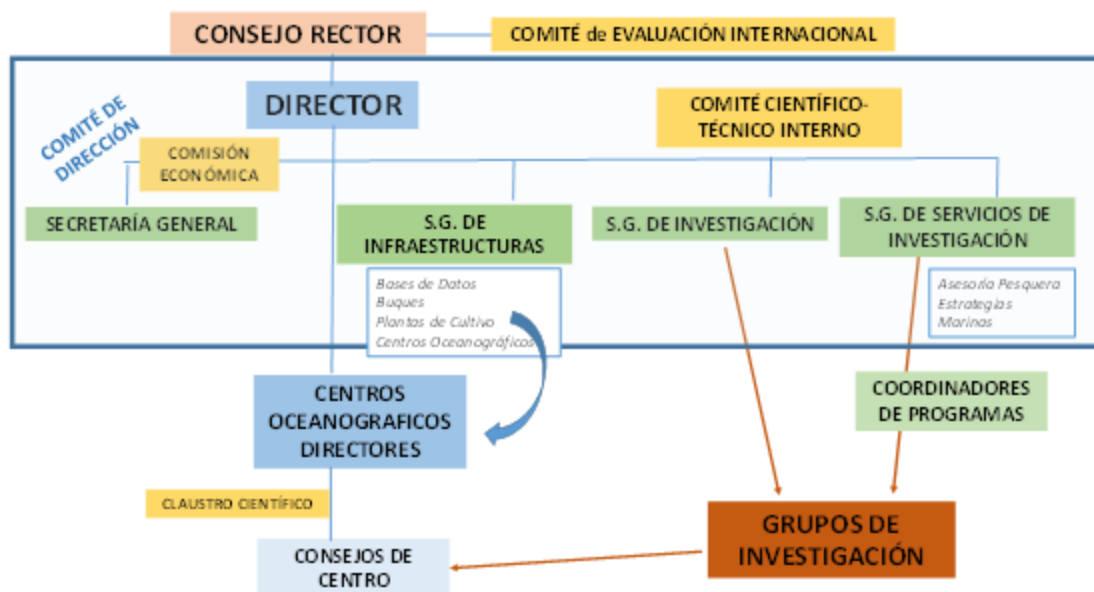 CONSEJO RECTOR
COMITÉ de EVALUACIÓN INTERNACIONAL
DIRECTOR
COMITÉ DE
DIRECCIÓN
COMITÉ CIENTÍFICO-
TÉCNICO INTERNO
COMISIÓN
ECONÓMICA
SECRETARÍA GENERAL
S.G. DE
INFRAESTRUCTURAS
S.G. DE INVESTIGACIÓN
S.G. DE SERVICIOS DE
INVESTIGACIÓN
Bases de Datos
Buques
Plantas de Cultivo
Centros Oceanográficos
Asesoría Pesquera
Estrategias
Marinas
CENTROS
OCEANOGRAFICOS
DIRECTORES
COORDINADORES
DE PROGRAMAS
CLAUSTRO CIENTÍFICO
GRUPOS DE
INVESTIGACIÓN
CONSEJOS DE
CENTRO